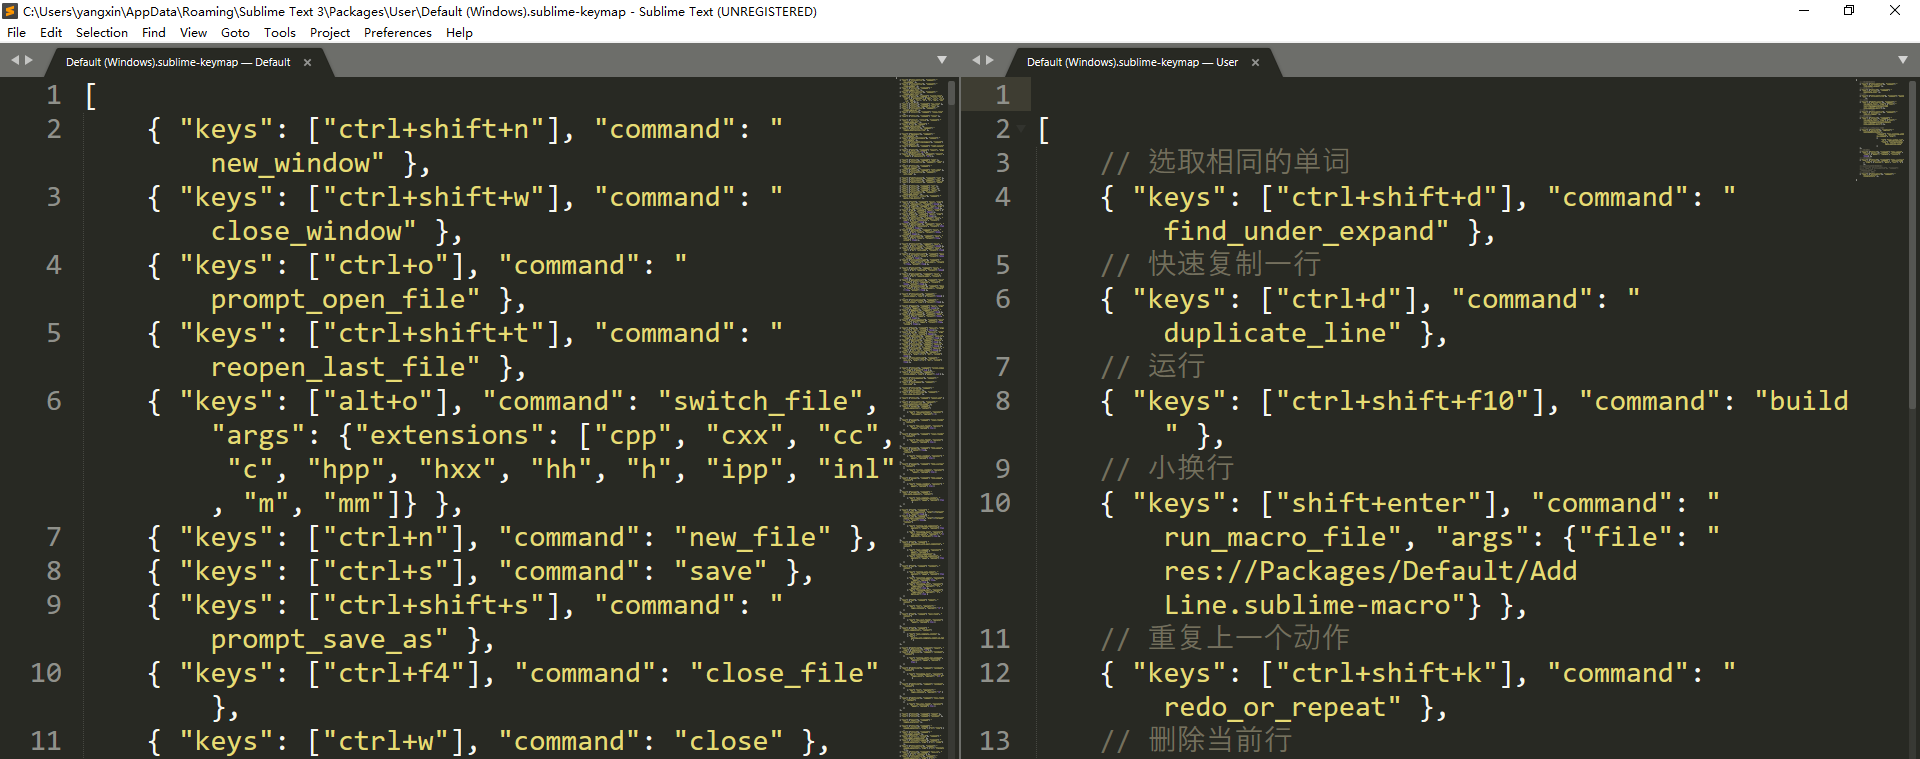 C:\Users\yangxin\AppData\Roaming\Sublime Text 3\Packages\User\Default (Windows).sublime-keymap - Sublime Text (UNREGISTERED)
File Edit Selection Find View Goto Tools Project Preferences Help
Default (Windows).sublime-keymap — Default
1 [
2 { "keys": ["ctrl+shift+n"], "command": "
new_window" },
3 { "keys": ["ctrl+shift+w"], "command": "
close_window" },
4 { "keys": ["ctrl+o"], "command": "
prompt_open_file" },
5 { "keys": ["ctrl+shift+t"], "command": "
reopen_last_file" },
6 { "keys": ["alt+o"], "command": "switch_file",
"args": {"extensions": ["cpp", "cxx", "cc",
"c", "hpp", "hxx", "hh", "h", "ipp", "inl"
, "m", "mm"]} },
7 { "keys": ["ctrl+n"], "command": "new_file" },
8 { "keys": ["ctrl+s"], "command": "save" },
9 { "keys": ["ctrl+shift+s"], "command": "
prompt_save_as" },
10 { "keys": ["ctrl+f4"], "command": "close_file"
},
11 { "keys": ["ctrl+w"], "command": "close" },
Default (Windows).sublime-keymap — User
1
2 [
3 // 选取相同的单词
4 { "keys": ["ctrl+shift+d"], "command": "
find_under_expand" },
5 // 快速复制一行
6 { "keys": ["ctrl+d"], "command": "
duplicate_line" },
7 // 运行
8 { "keys": ["ctrl+shift+f10"], "command": "build
" },
9 // 小换行
10 { "keys": ["shift+enter"], "command": "
run_macro_file", "args": {"file": "
res://Packages/Default/Add
Line.sublime-macro"} },
11 // 重复上一个动作
12 { "keys": ["ctrl+shift+k"], "command": "
redo_or_repeat" },
13 // 删除当前行